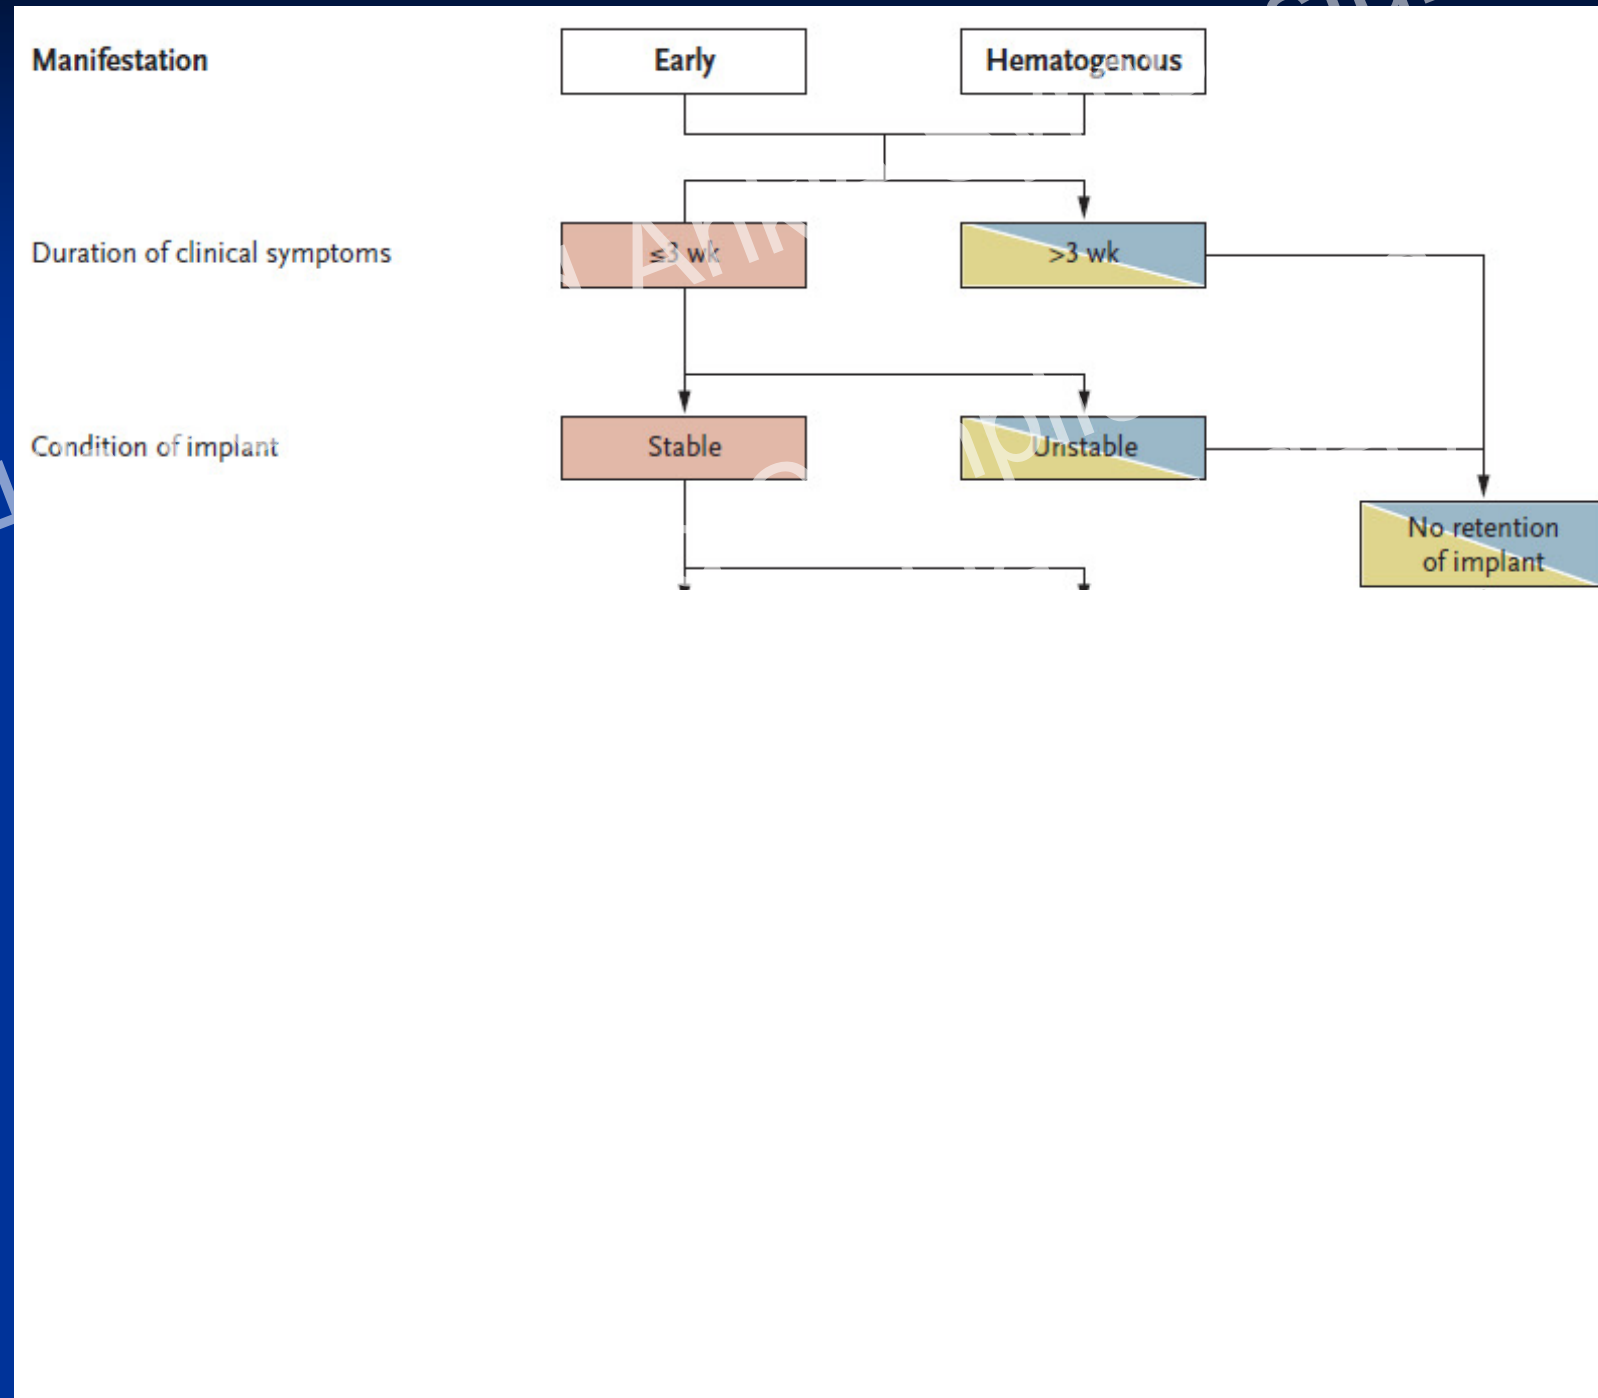 Manifestation
Early
Hematogenous
Duration of clinical symptoms
≤3 wk
>3 wk
Condition of implant
Stable
Unstable
No retention
of implant